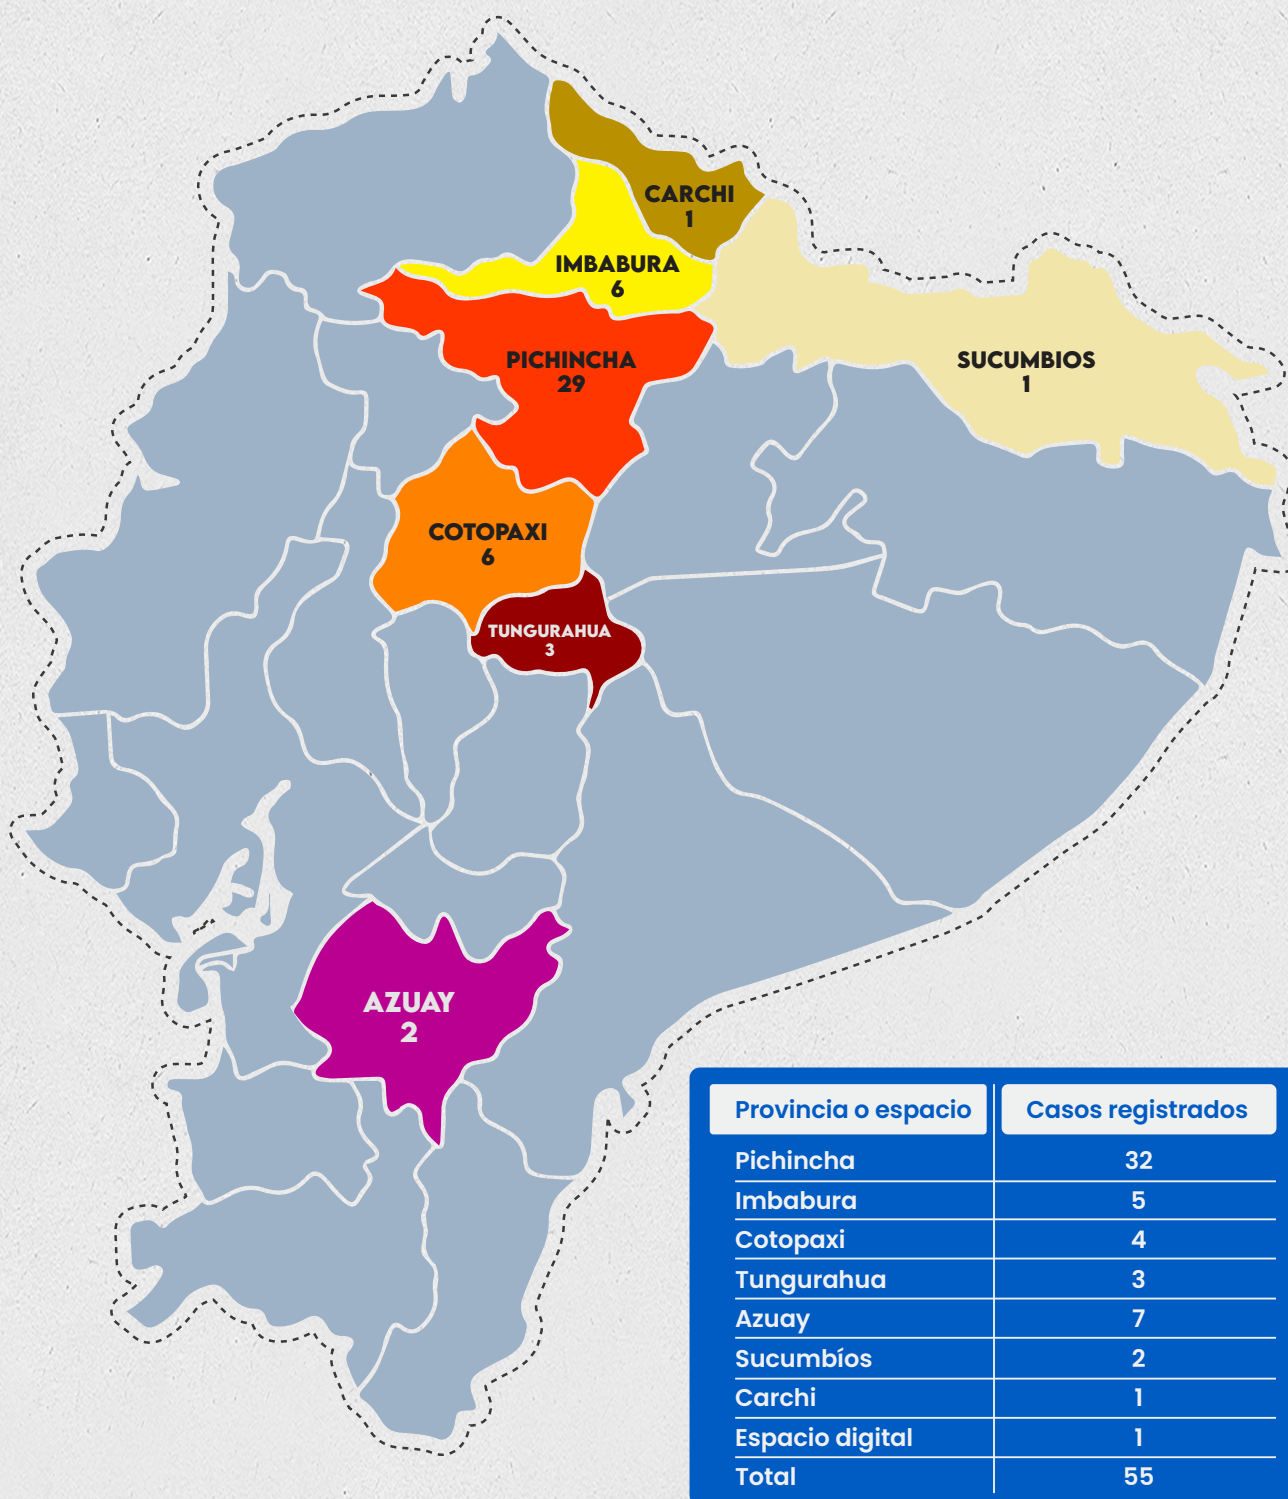 CARCHI
1
IMBABURA
6
PICHINCHA
29
SUCUMBIOS
1
COTOPAXI
6
TUNGURAHUA
3
AZUAY
2
Provincia o espacio Casos registrados
Pichincha 32
Imbabura 5
Cotopaxi 4
Tungurahua 3
Azuay 7
Sucumbíos 2
Carchi 1
Espacio digital 1
Total 55